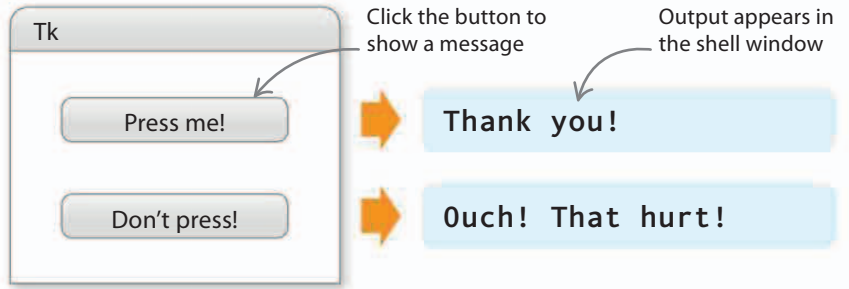 Tk
Click the button to
show a message
Output appears in
the shell window
Press me!
Thank you!
Don't press!
Ouch! That hurt!